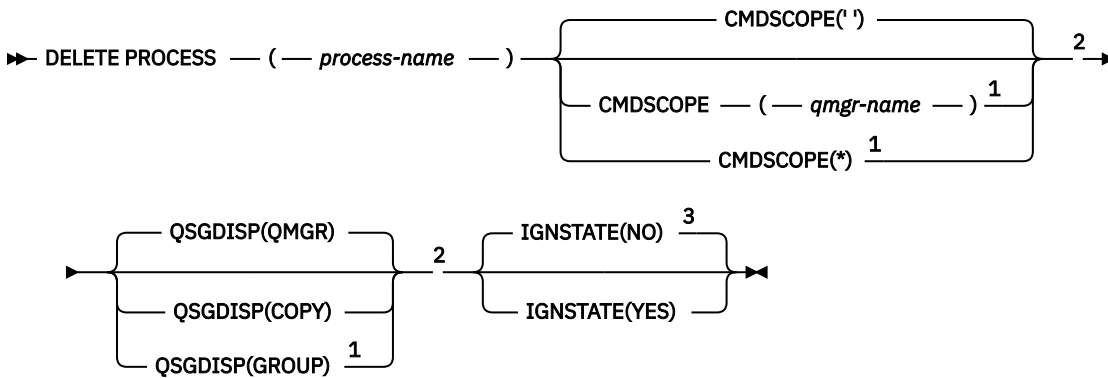 CMDSCOPE(' ')
DELETE PROCESS ( process-name ) 2
CMDSCOPE ( qmgr-name ) 1
CMDSCOPE(*) 1
QSGDISP(QMGR) IGNSTATE(NO) 3
2
QSGDISP(COPY) IGNSTATE(YES)
QSGDISP(GROUP) 1